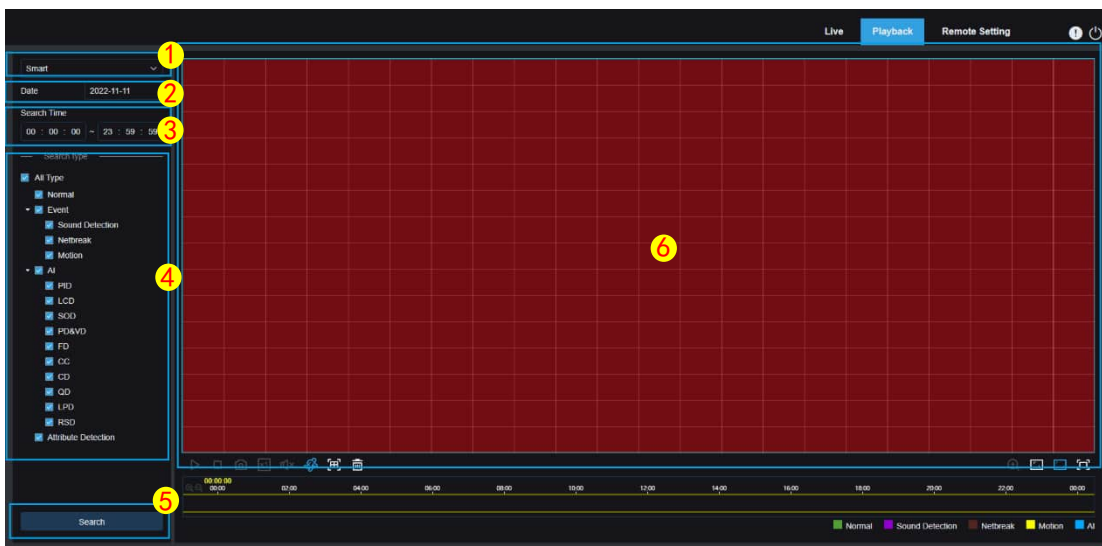 Live Playback Remote Setting
1
Smart
Date 2022-11-11
2
Search Time
00 : 00 : 00 ~ 23 : 59 : 59
3
Search Type
All Type
Normal
Event
Sound Detection
Netbreak
Motion
AI
4
PID
LCD
SOD
PD&VD
FD
CC
CD
QD
LPD
RSD
Attribute Detection
6
00:00:00
00:00 02:00 04:00 06:00 08:00 10:00 12:00 14:00 16:00 18:00 20:00 22:00 00:00
5
Search
Normal Sound Detection Netbreak Motion AI